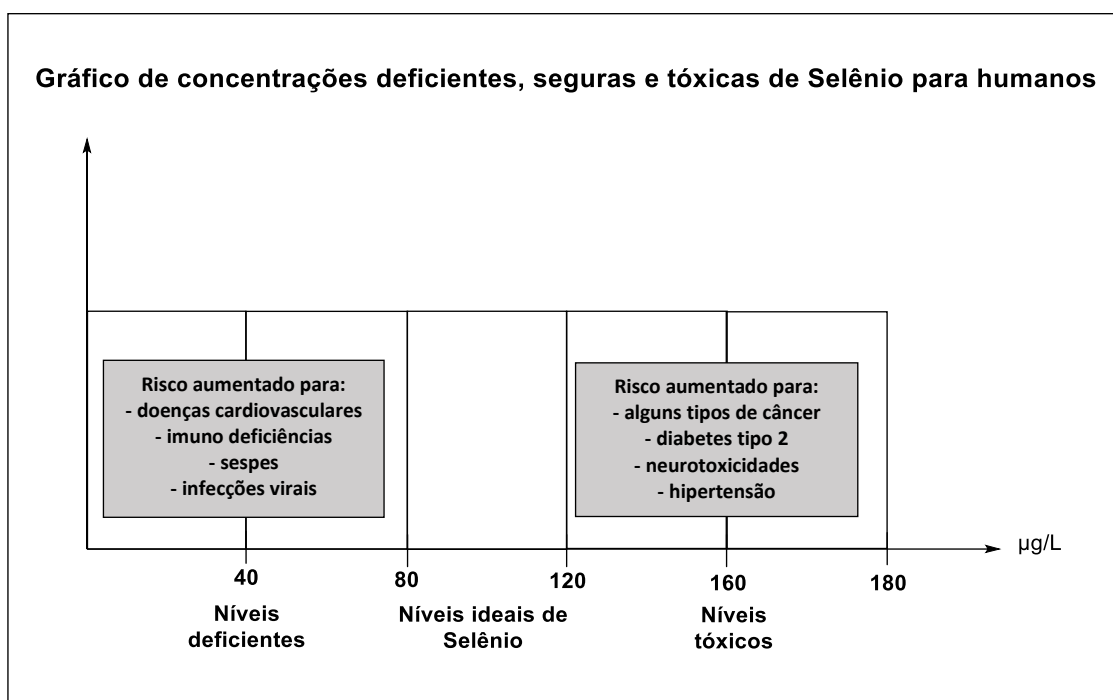 Gráfico de concentrações deficientes, seguras e tóxicas de Selênio para humanos
Risco aumentado para:
- doenças cardiovasculares
- imuno deficiências
- sespes
- infecções virais
Risco aumentado para:
- alguns tipos de câncer
- diabetes tipo 2
- neurotoxicidades
- hipertensão
µg/L
40
80
120
160
180
Níveis
deficientes
Níveis ideais de
Selênio
Níveis
tóxicos